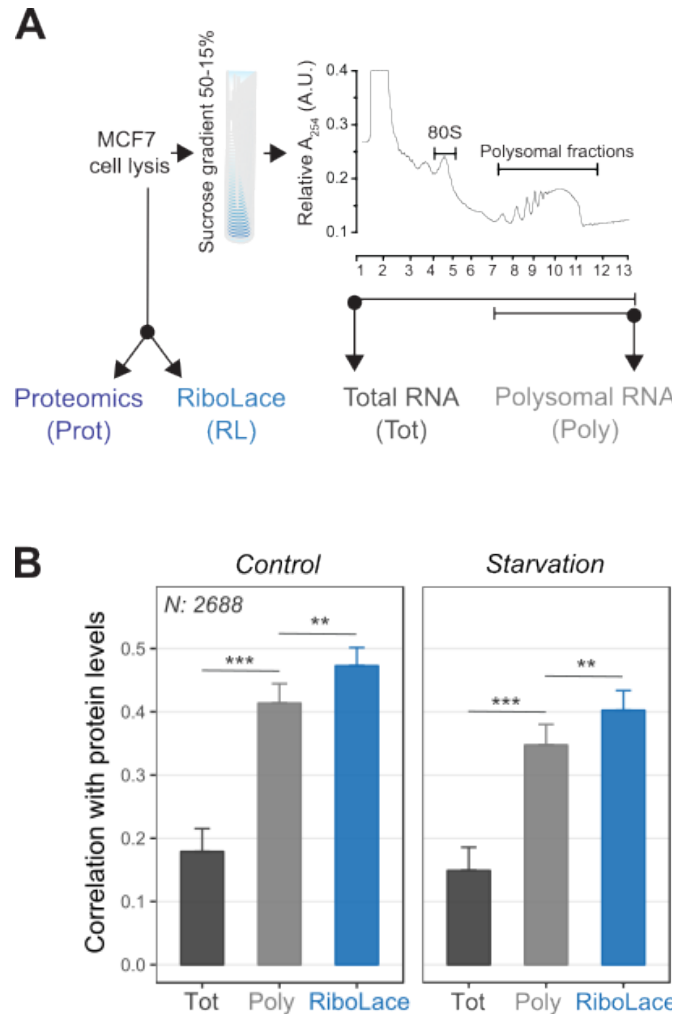 A
Sucrose gradient 50-15%
MCF7
cell lysis
Relative A254 (A.U.)
0.4
0.3
0.2
0.1
80S
Polysomal fractions
1 2 3 4 5 6 7 8 9 10 11 12 13
Proteomics
(Prot)
RiboLace
(RL)
Total RNA
(Tot)
Polysomal RNA
(Poly)
B
Control
Starvation
N: 2688
Correlation with protein levels
0.5
0.4
0.3
0.2
0.1
0.0
*** **
*** **
Tot Poly RiboLace
Tot Poly RiboLace